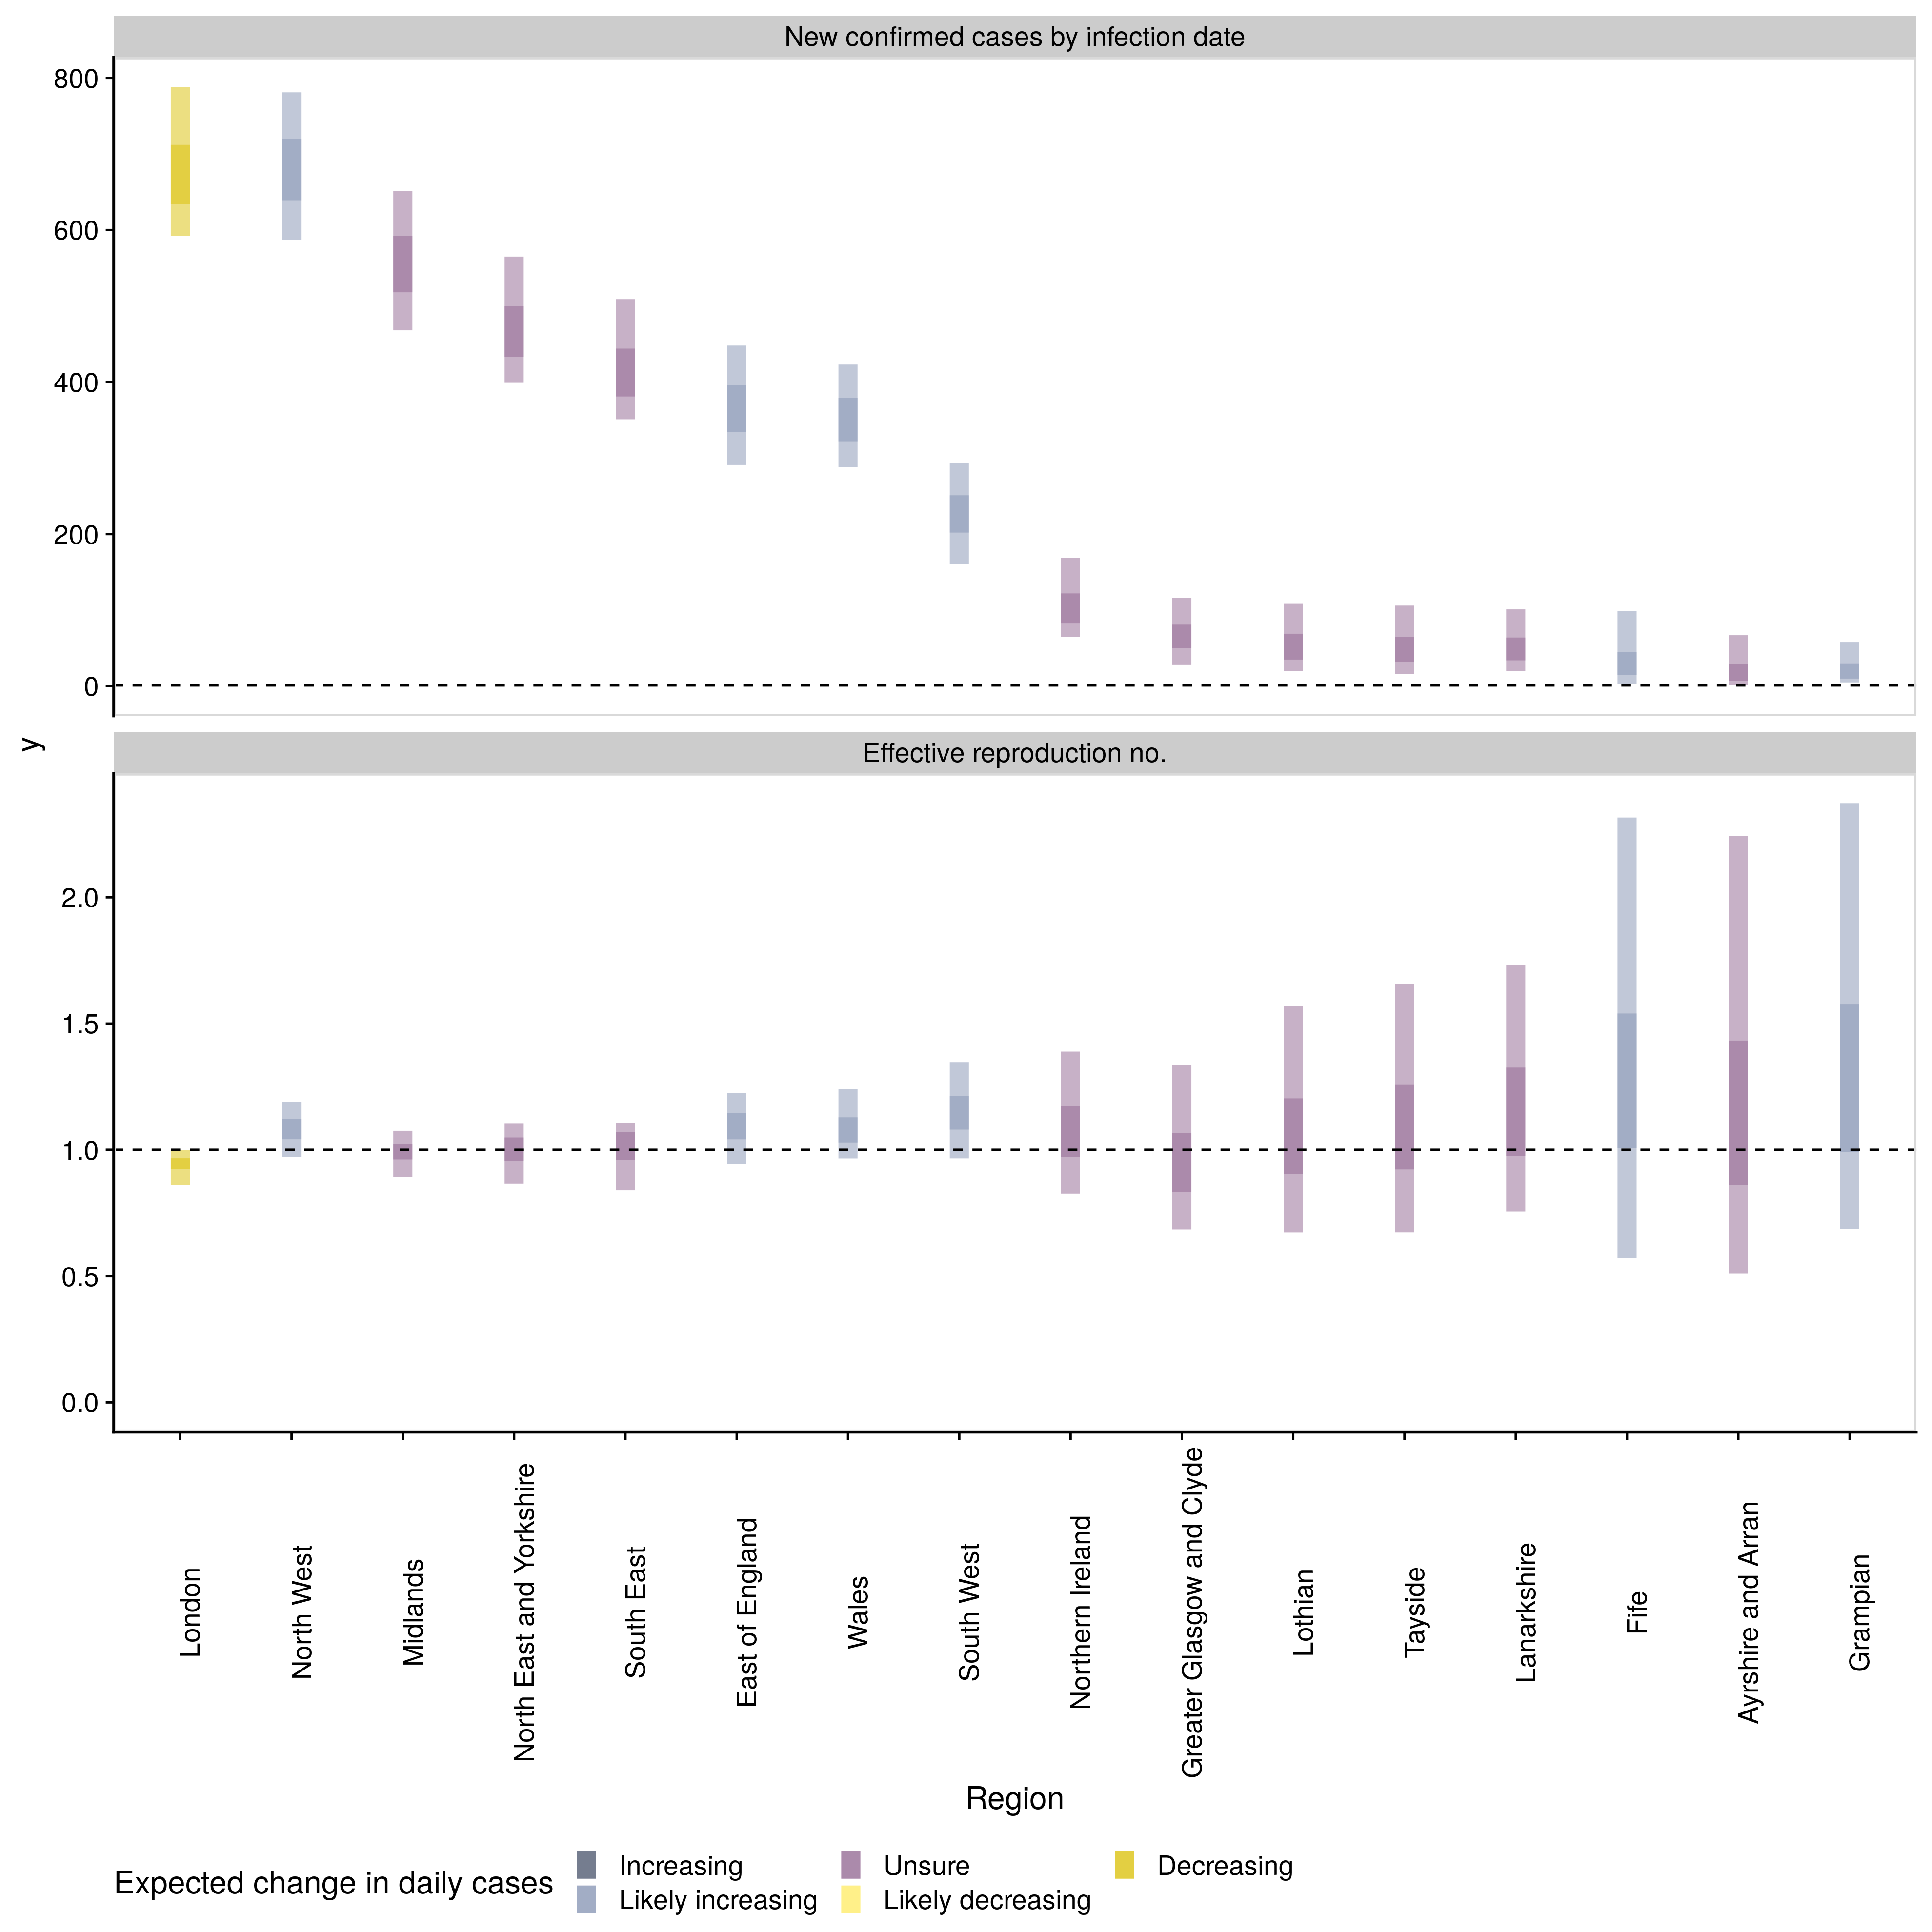 New confirmed cases by infection date
800
600
400
200
0
y
Effective reproduction no.
2.0
1.5
1.0
0.5
0.0
London
North West
Midlands
North East and Yorkshire
South East
East of England
Wales
South West
Northern Ireland
Greater Glasgow and Clyde
Lothian
Tayside
Lanarkshire
Fife
Ayrshire and Arran
Grampian
Region
Expected change in daily cases
Increasing
Likely increasing
Unsure
Likely decreasing
Decreasing